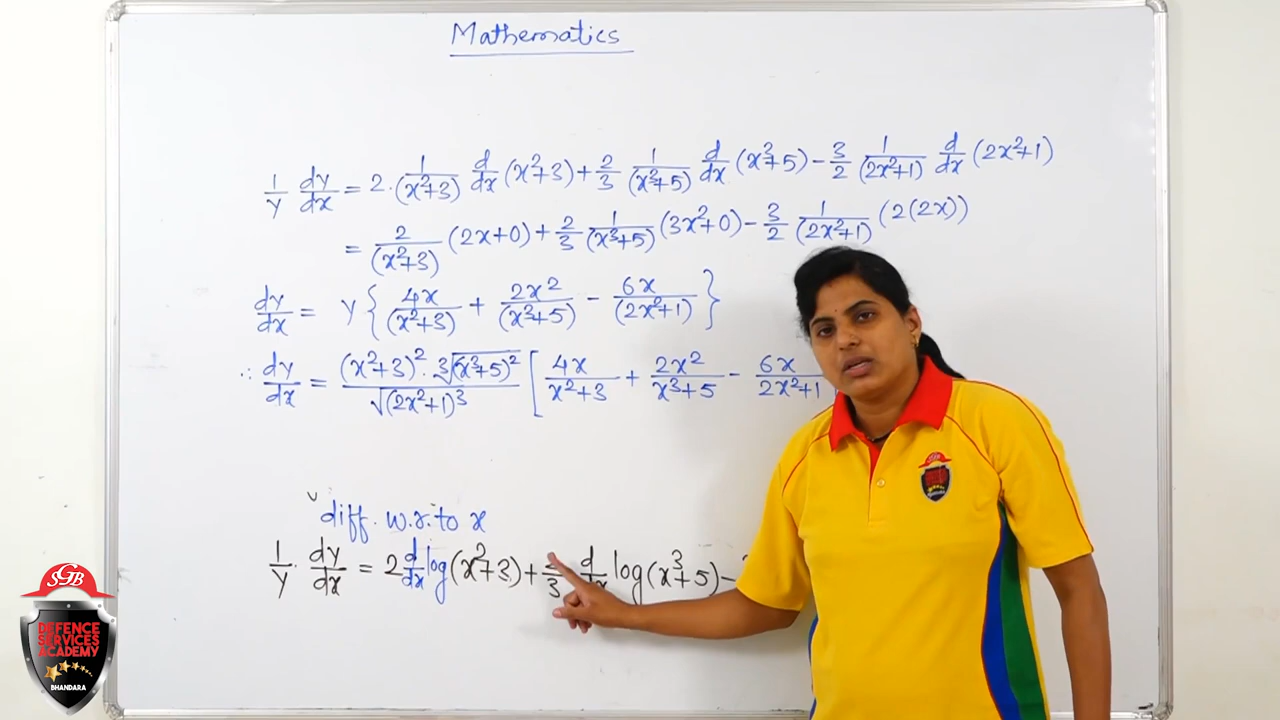 Mathematics
1/y dy/dx = 2·1/(x²+3) d/dx (x²+3) + 2/3 1/(x³+5) d/dx (x³+5) − 3/2 1/(2x²+1) d/dx (2x²+1)
= 2/(x²+3) (2x+0) + 2/3 1/(x³+5) (3x²+0) − 3/2 1/(2x²+1) (2(2x))
dy/dx = y { 4x/(x²+3) + 2x²/(x³+5) − 6x/(2x²+1) }
∴ dy/dx = (x²+3)²·∛(x³+5)² / √(2x²+1)³ [ 4x/x²+3 + 2x²/x³+5 − 6x/2x²+1
diff. w.r. to x
1/y · dy/dx = 2 d/dx log(x²+3) + 2/3 d/dx log(x³+5) −
SGB
DEFENCE
SERVICES
ACADEMY
BHANDARA
SGB